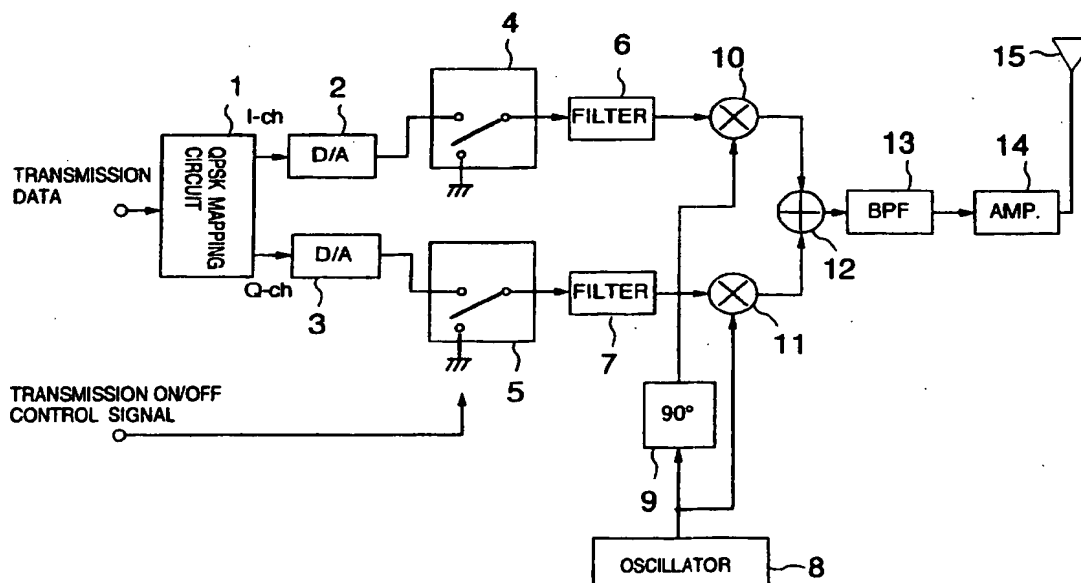 4
6
10
15
1
I-ch
2
FILTER
13
14
D/A
TRANSMISSION
DATA
QPSK MAPPING
CIRCUIT
BPF
AMP.
12
D/A
Q-ch
3
FILTER
11
5
7
TRANSMISSION ON/OFF
CONTROL SIGNAL
90°
9
OSCILLATOR
8